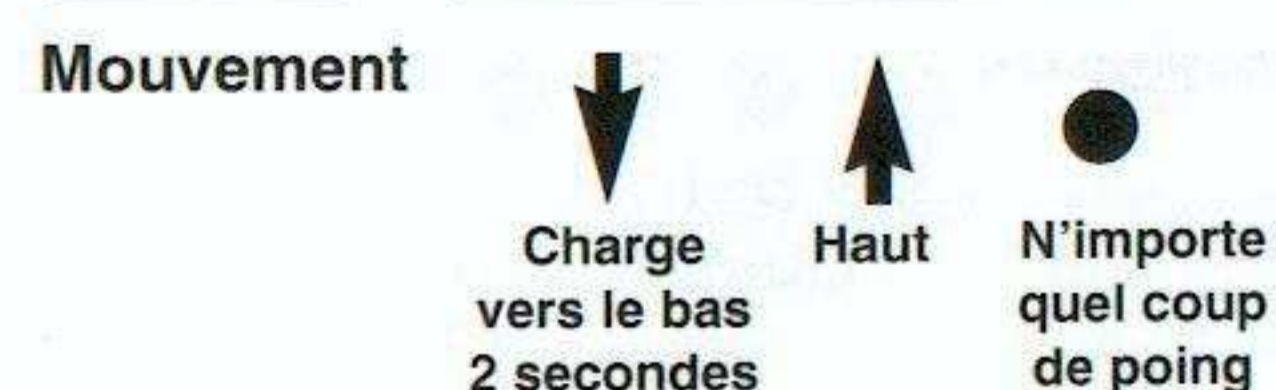 Mouvement
Charge
vers le bas
2 secondes
Haut
N'importe
quel coup
de poing